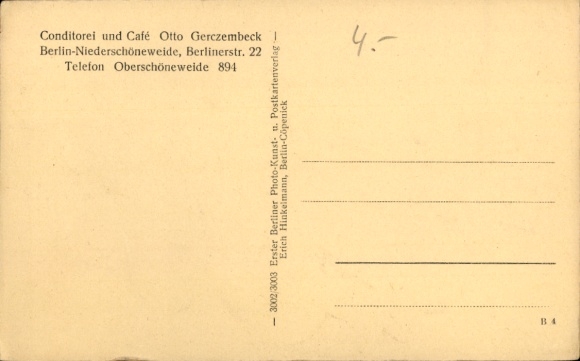 Conditorei und Café Otto Gerczembeck
Berlin-Niederschöneweide, Berlinerstr. 22
Telefon Oberschöneweide 894
4.-
— 3002/3003 Erster Berliner Photo-Kunst- u. Postkartenverlag —
Erich Hinkelmann, Berlin-Cöpenick
B 4